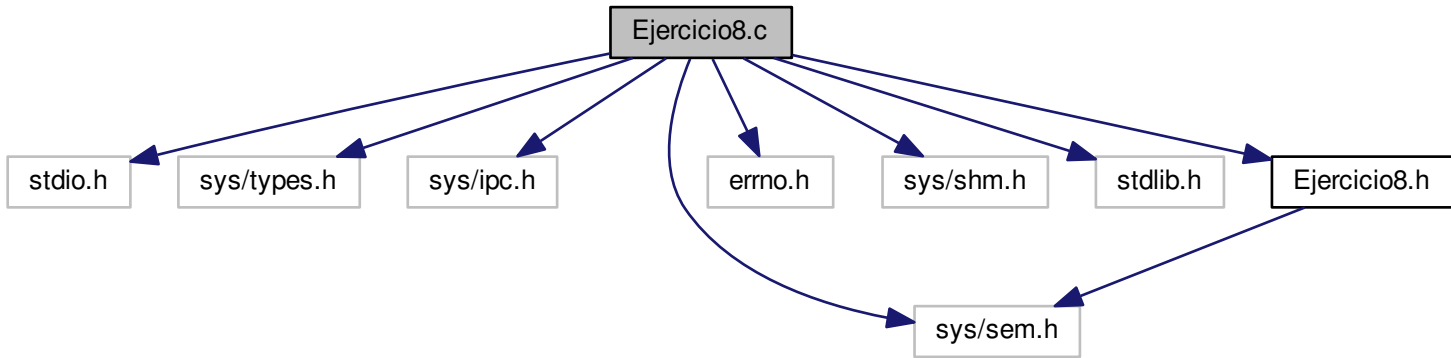 Ejercicio8.c
stdio.h
sys/types.h
sys/ipc.h
errno.h
sys/shm.h
stdlib.h
Ejercicio8.h
sys/sem.h